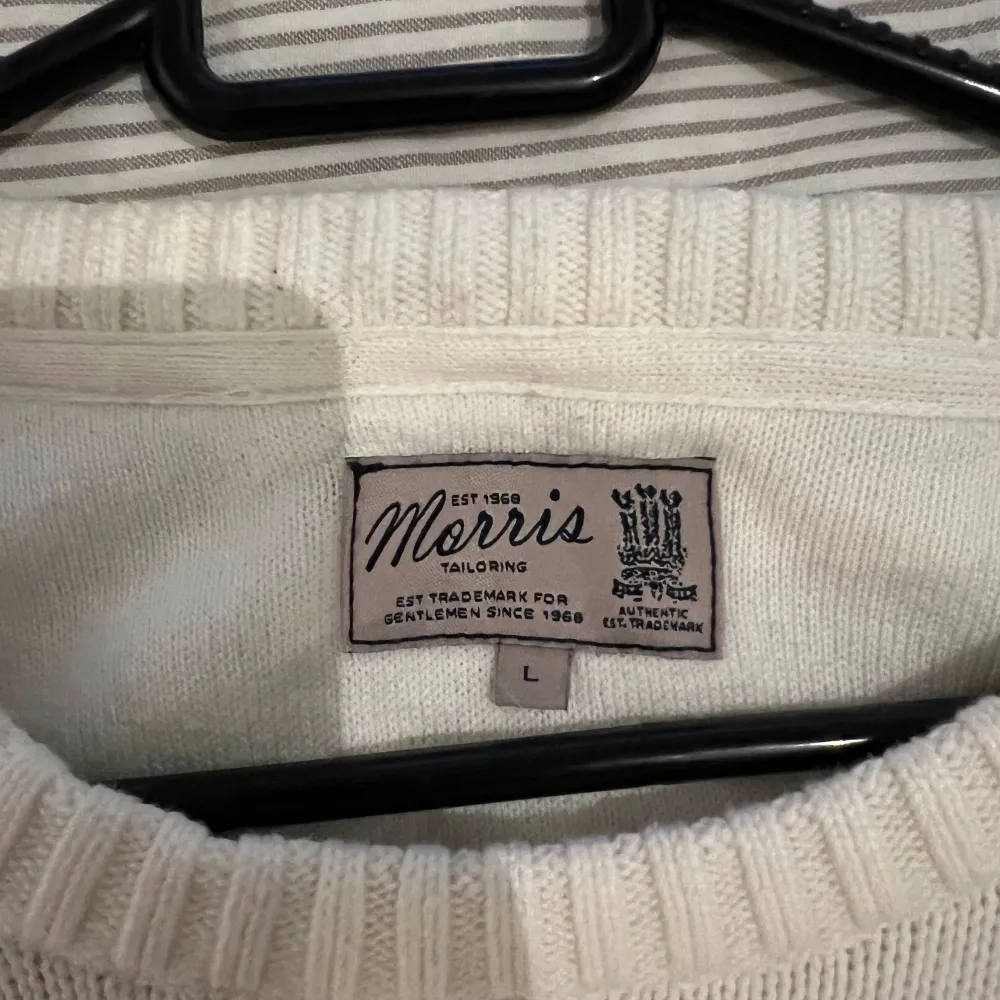 EST 1968
Morris
TAILORING
EST TRADEMARK FOR
GENTLEMEN SINCE 1968
AUTHENTIC
EST. TRADEMARK
L